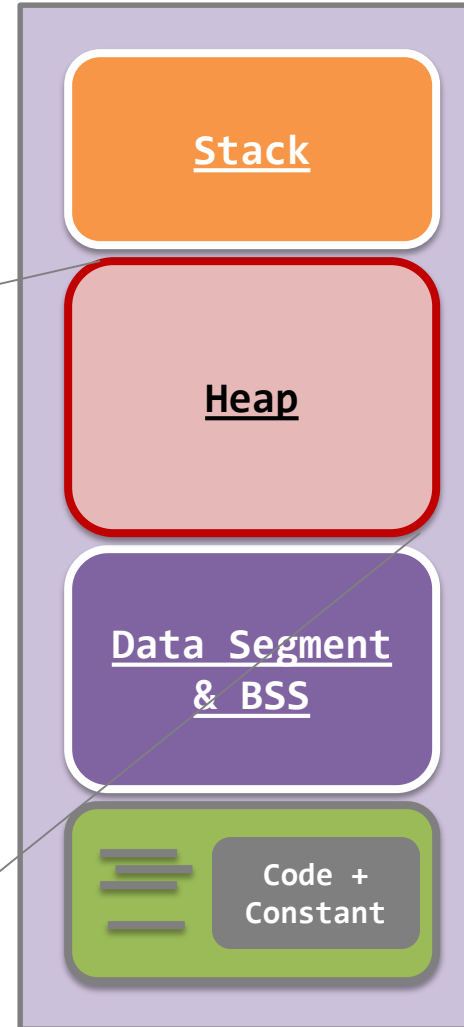 Stack
Heap
Data Segment
& BSS
Code +
Constant